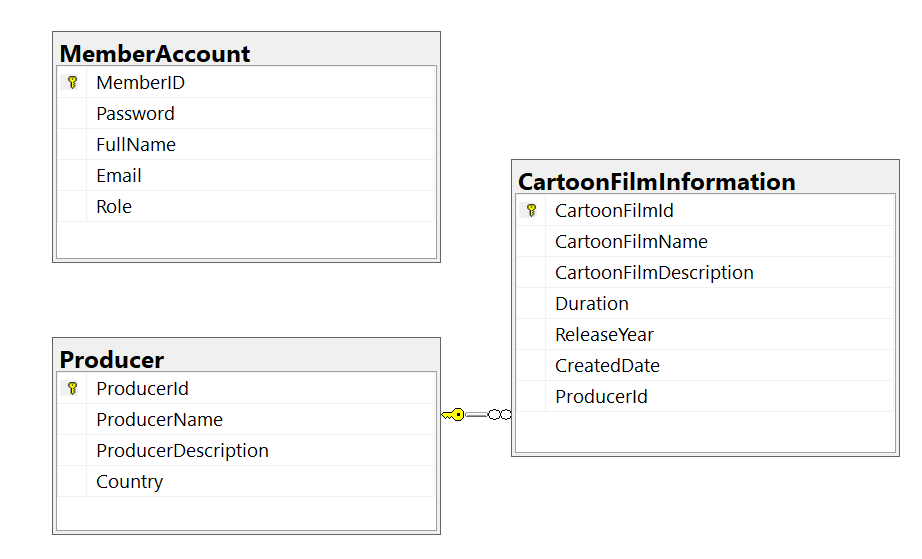 MemberAccount
MemberID
Password
FullName
Email
Role
Producer
ProducerId
ProducerName
ProducerDescription
Country
CartoonFilmInformation
CartoonFilmId
CartoonFilmName
CartoonFilmDescription
Duration
ReleaseYear
CreatedDate
ProducerId